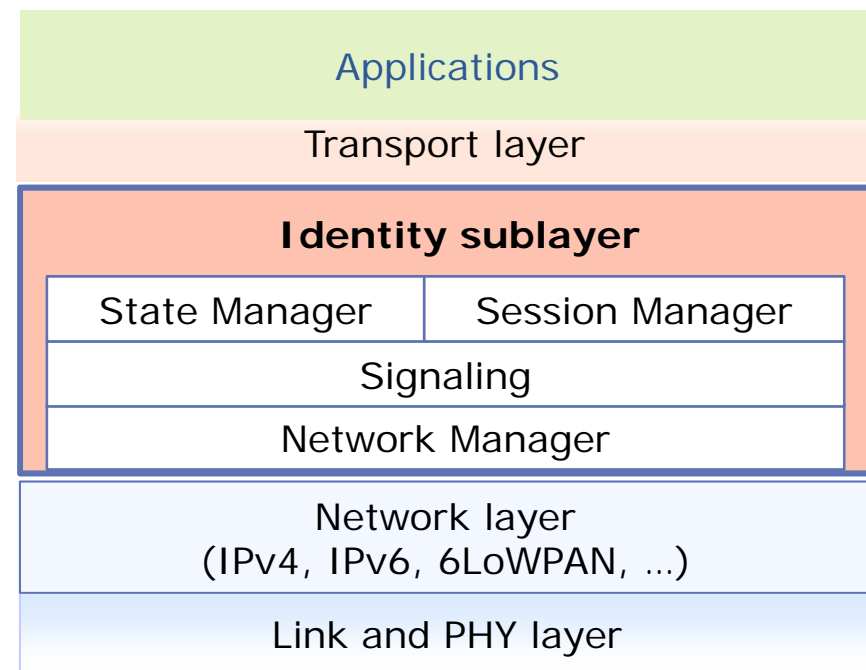 Applications
Transport layer
Identity sublayer
State Manager
Session Manager
Signaling
Network Manager
Network layer
(IPv4, IPv6, 6LoWPAN, ...)
Link and PHY layer